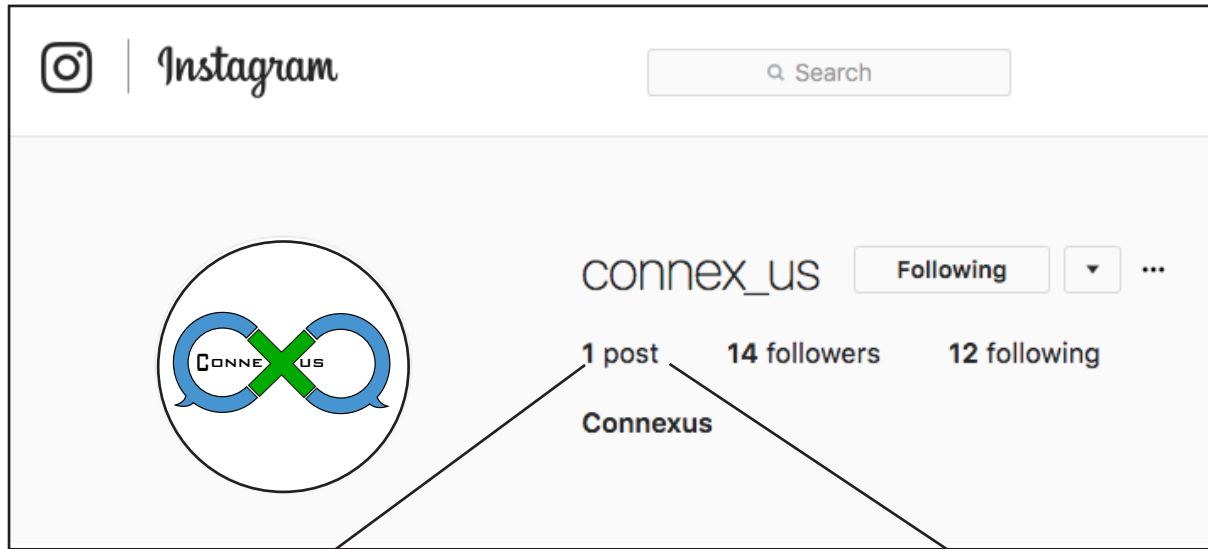 Instagram
Search
connex_us Following
1 post 14 followers 12 following
CONNEXUS
Connexus